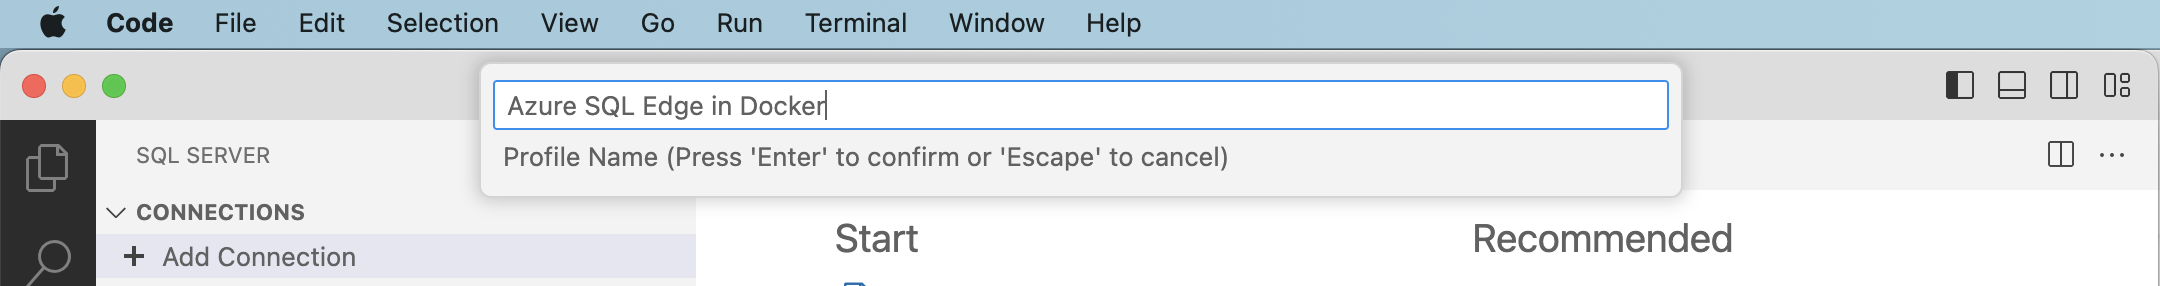 Code File Edit Selection View Go Run Terminal Window Help
Azure SQL Edge in Docker
Profile Name (Press 'Enter' to confirm or 'Escape' to cancel)
SQL SERVER
CONNECTIONS
Add Connection
Start
Recommended